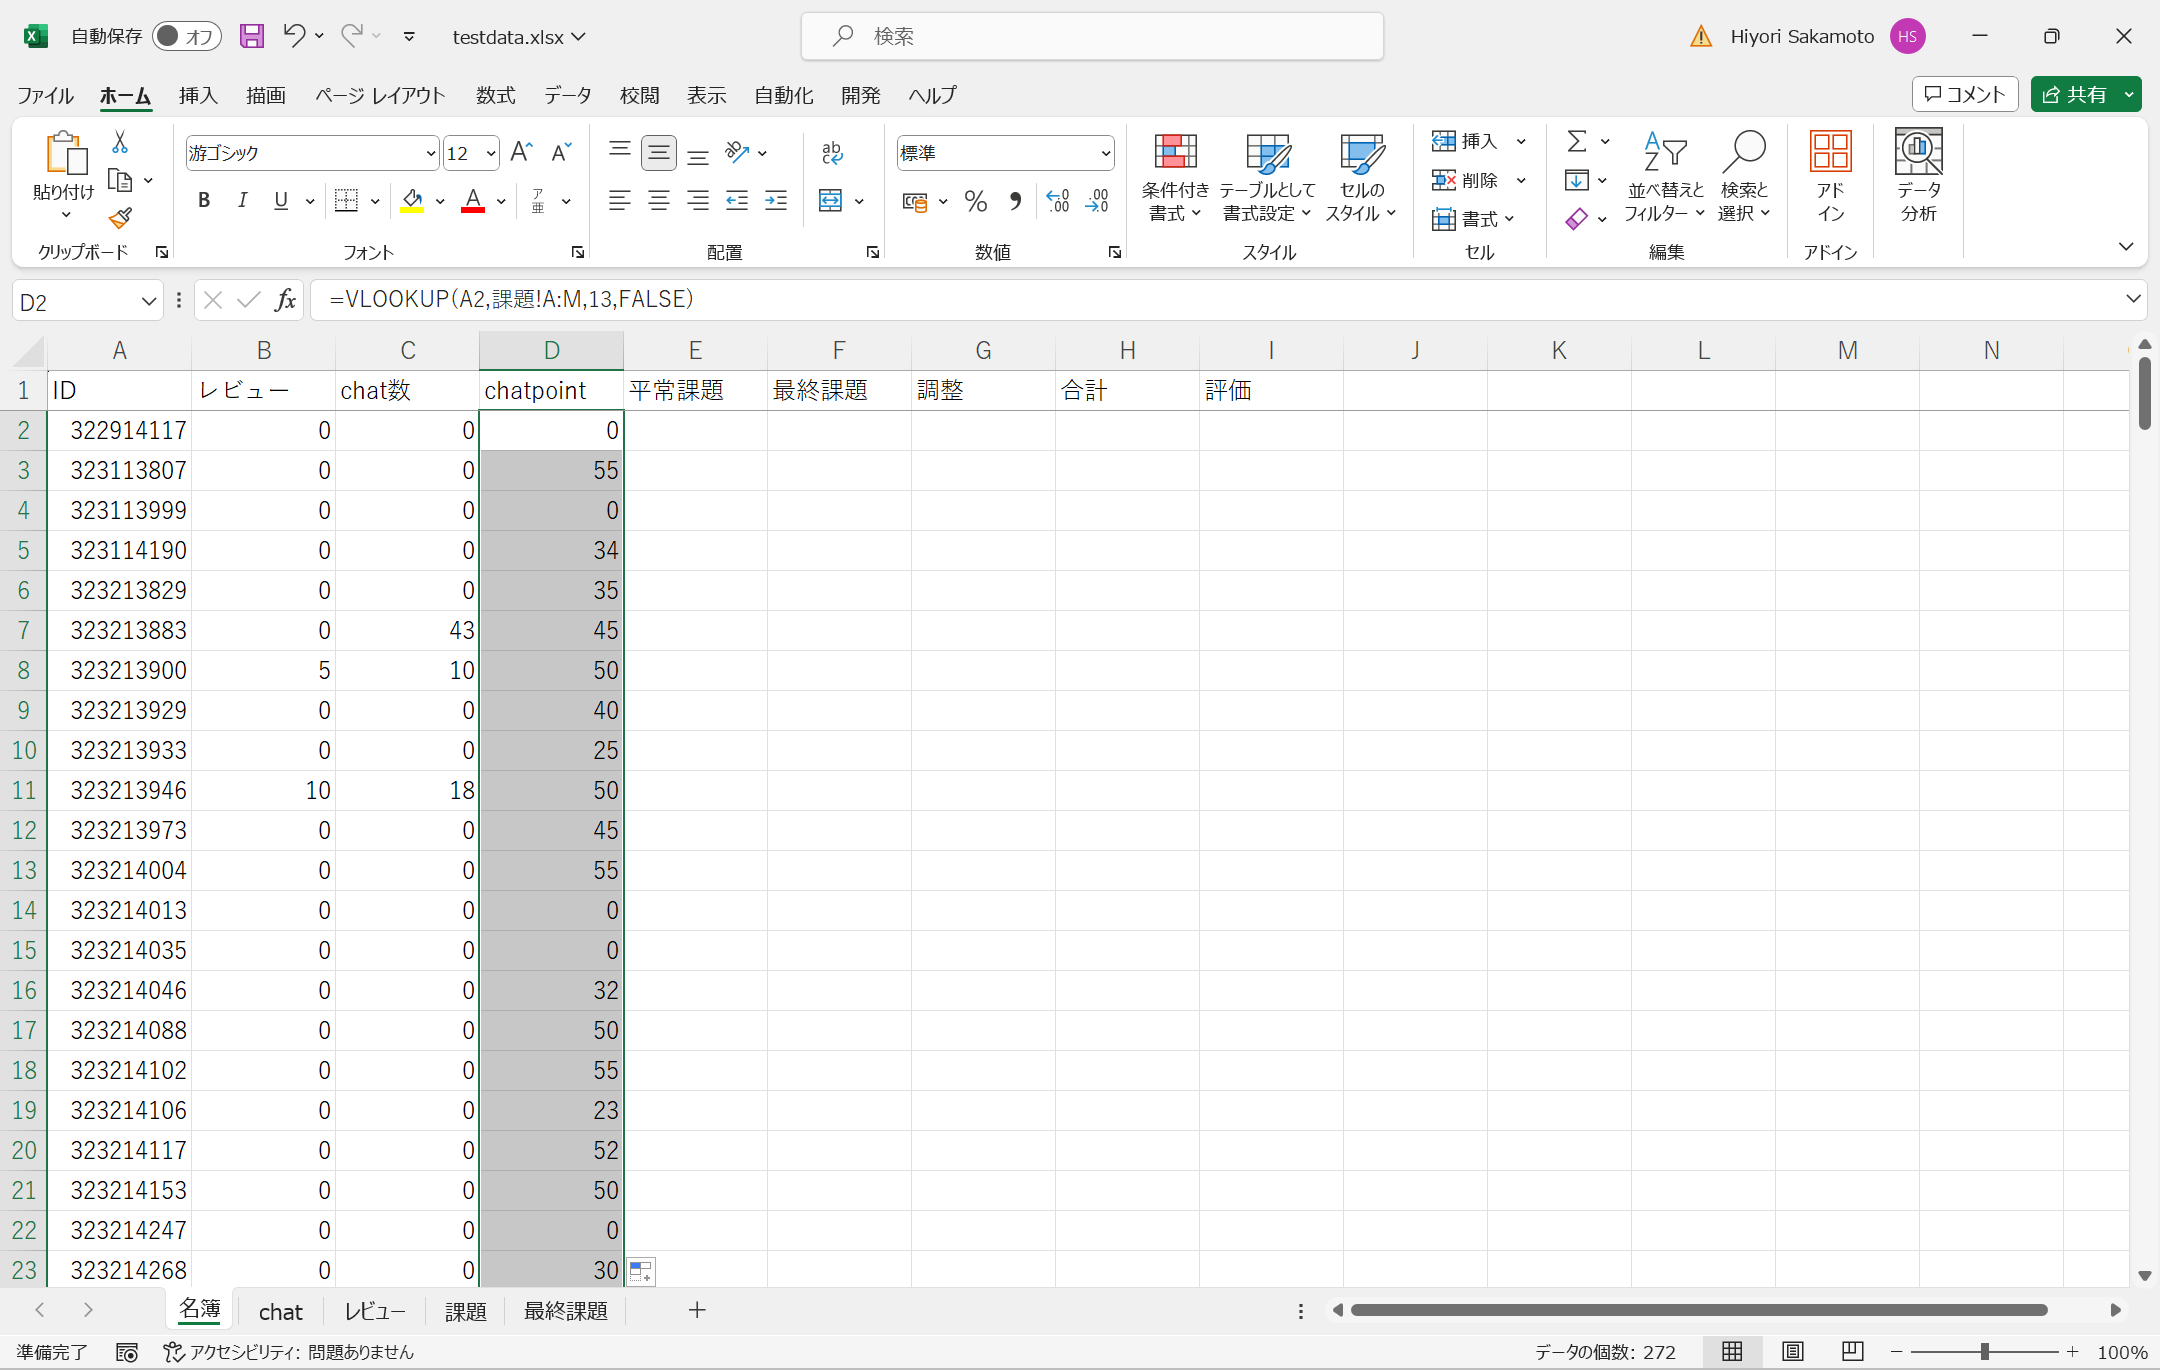 自動保存 オフ testdata.xlsx 検索 Hiyori Sakamoto HS
ファイル ホーム 挿入 描画 ページ レイアウト 数式 データ 校閲 表示 自動化 開発 ヘルプ コメント 共有
貼り付け 游ゴシック 12 標準 条件付き書式 テーブルとして書式設定 セルのスタイル 挿入 削除 書式 並べ替えとフィルター 検索と選択 アドイン データ分析
クリップボード フォント 配置 数値 スタイル セル 編集 アドイン
D2 =VLOOKUP(A2,課題!A:M,13,FALSE)
A B C D E F G H I J K L M N
1 ID レビュー chat数 chatpoint 平常課題 最終課題 調整 合計 評価
2 322914117 0 0 0
3 323113807 0 0 55
4 323113999 0 0 0
5 323114190 0 0 34
6 323213829 0 0 35
7 323213883 0 43 45
8 323213900 5 10 50
9 323213929 0 0 40
10 323213933 0 0 25
11 323213946 10 18 50
12 323213973 0 0 45
13 323214004 0 0 55
14 323214013 0 0 0
15 323214035 0 0 0
16 323214046 0 0 32
17 323214088 0 0 50
18 323214102 0 0 55
19 323214106 0 0 23
20 323214117 0 0 52
21 323214153 0 0 50
22 323214247 0 0 0
23 323214268 0 0 30
名簿 chat レビュー 課題 最終課題
準備完了 アクセシビリティ: 問題ありません データの個数: 272 100%